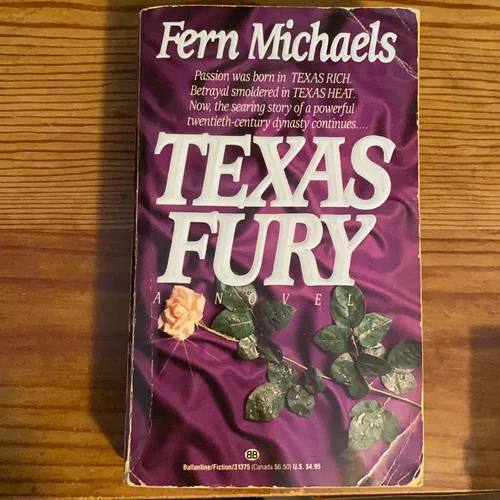 Fern Michaels
Passion was born in TEXAS RICH.
Betrayal smoldered in TEXAS HEAT.
Now, the searing story of a powerful
twentieth-century dynasty continues....
TEXAS
FURY
A NOVEL
BB
Ballantine/Fiction/31375 (Canada $6.50) U.S. $4.95